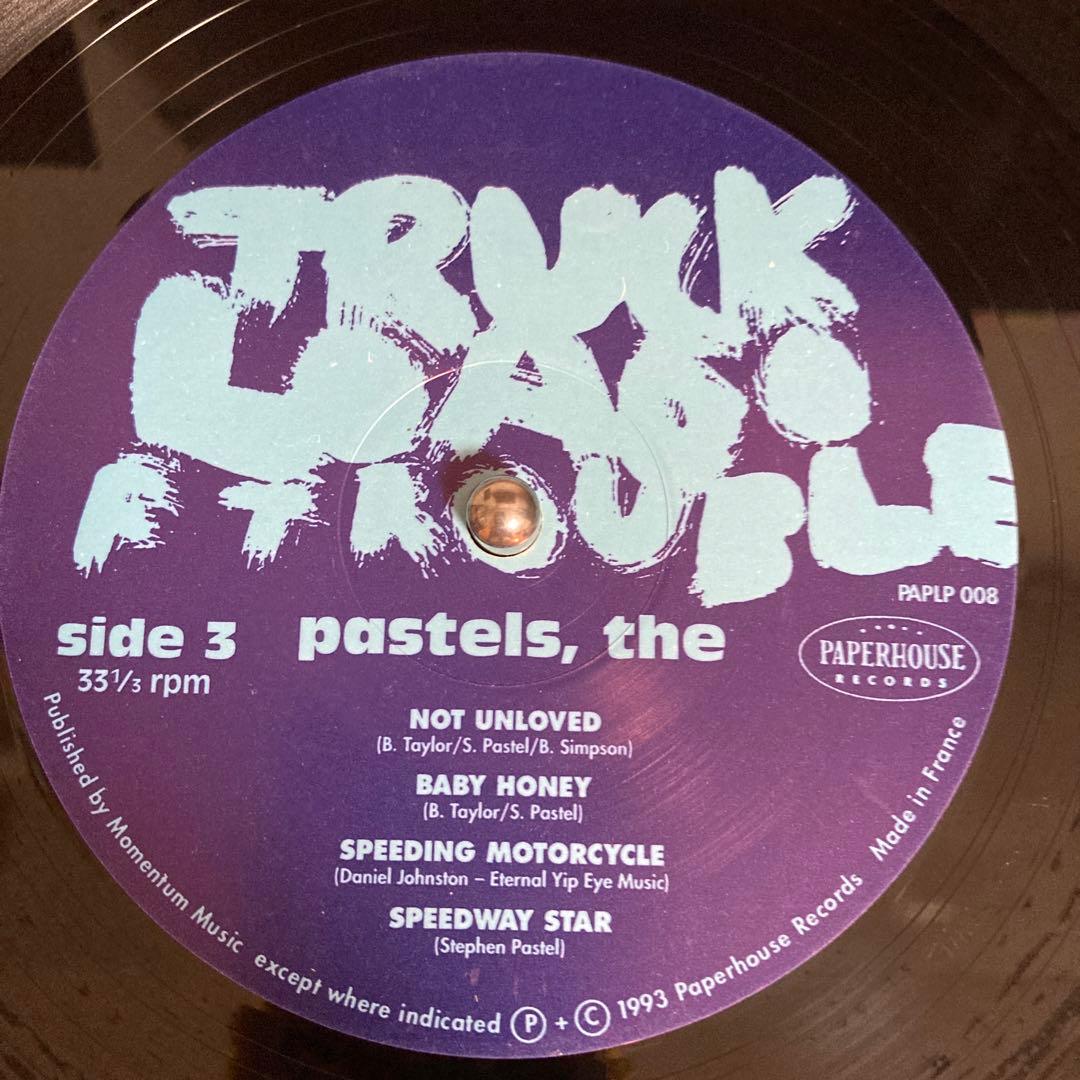 TRUCK
LOAD O
F TROUBLE
PAPLP 008
side 3 pastels, the
33 1/3 rpm
PAPERHOUSE
RECORDS
NOT UNLOVED
(B. Taylor/S. Pastel/B. Simpson)
BABY HONEY
(B. Taylor/S. Pastel)
SPEEDING MOTORCYCLE
(Daniel Johnston – Eternal Yip Eye Music)
SPEEDWAY STAR
(Stephen Pastel)
Published by Momentum Music except where indicated Ⓟ + © 1993 Paperhouse Records Made in France